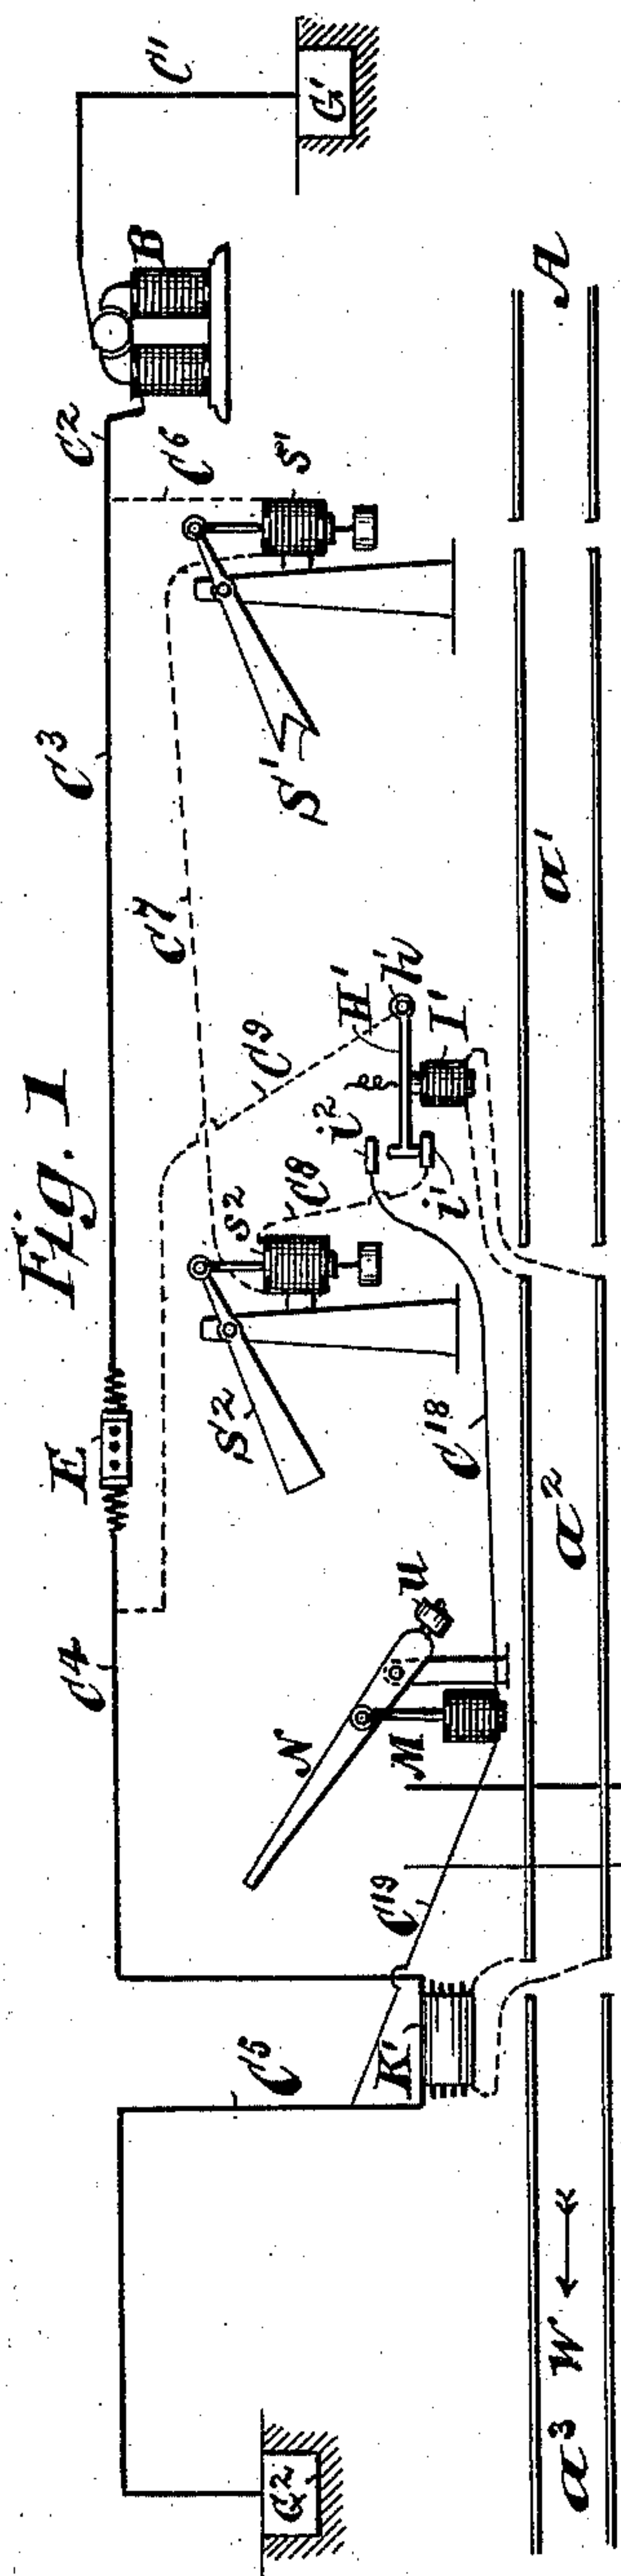 Fig. 1
G²
a³ W
C⁵
K'
C¹⁹
C⁴
N
M
u
E
S²
s²
C¹⁸
a²
C⁸
i²
i'
C⁹
H'
h'
I'
C⁷
C³
S'
a'
s'
C⁶
C²
B
A
C'
G'